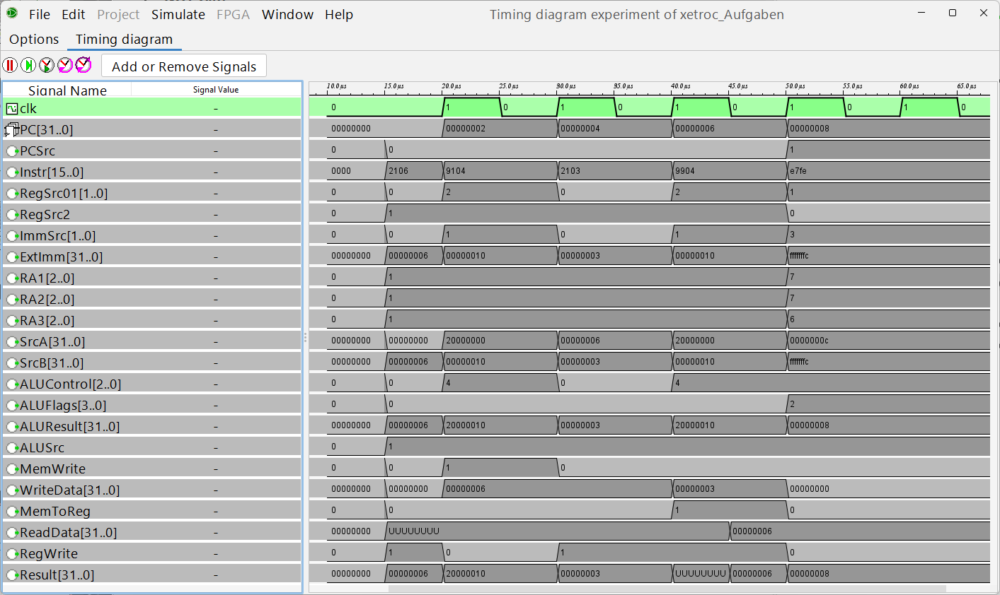 File Edit Project Simulate FPGA Window Help Timing diagram experiment of xetroc_Aufgaben
Options Timing diagram
Add or Remove Signals
Signal Name Signal Value 10.0 µs 15.0 µs 20.0 µs 25.0 µs 30.0 µs 35.0 µs 40.0 µs 45.0 µs 50.0 µs 55.0 µs 60.0 µs 65.0 µs
clk - 0 1 0 1 0 1 0 1 0 1 0
PC[31..0] - 00000000 00000002 00000004 00000006 00000008
PCSrc - 0 0 1
Instr[15..0] - 0000 2106 9104 2103 9904 e7fe
RegSrc01[1..0] - 0 0 2 0 2 1
RegSrc2 - 0 1 0
ImmSrc[1..0] - 0 0 1 0 1 3
ExtImm[31..0] - 00000000 00000006 00000010 00000003 00000010 fffffffc
RA1[2..0] - 0 1 7
RA2[2..0] - 0 1 7
RA3[2..0] - 0 1 6
SrcA[31..0] - 00000000 00000000 20000000 00000006 20000000 0000000c
SrcB[31..0] - 00000000 00000006 00000010 00000003 00000010 fffffffc
ALUControl[2..0] - 0 0 4 0 4
ALUFlags[3..0] - 0 0 2
ALUResult[31..0] - 00000000 00000006 20000010 00000003 20000010 00000008
ALUSrc - 0 1
MemWrite - 0 0 1 0
WriteData[31..0] - 00000000 00000000 00000006 00000003 00000000
MemToReg - 0 0 1 0
ReadData[31..0] - 00000000 UUUUUUUU 00000006
RegWrite - 0 1 0 1 0
Result[31..0] - 00000000 00000006 20000010 00000003 UUUUUUUU 00000006 00000008